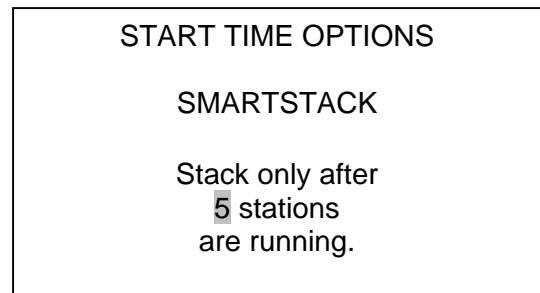 START TIME OPTIONS
SMARTSTACK
Stack only after
5 stations
are running.